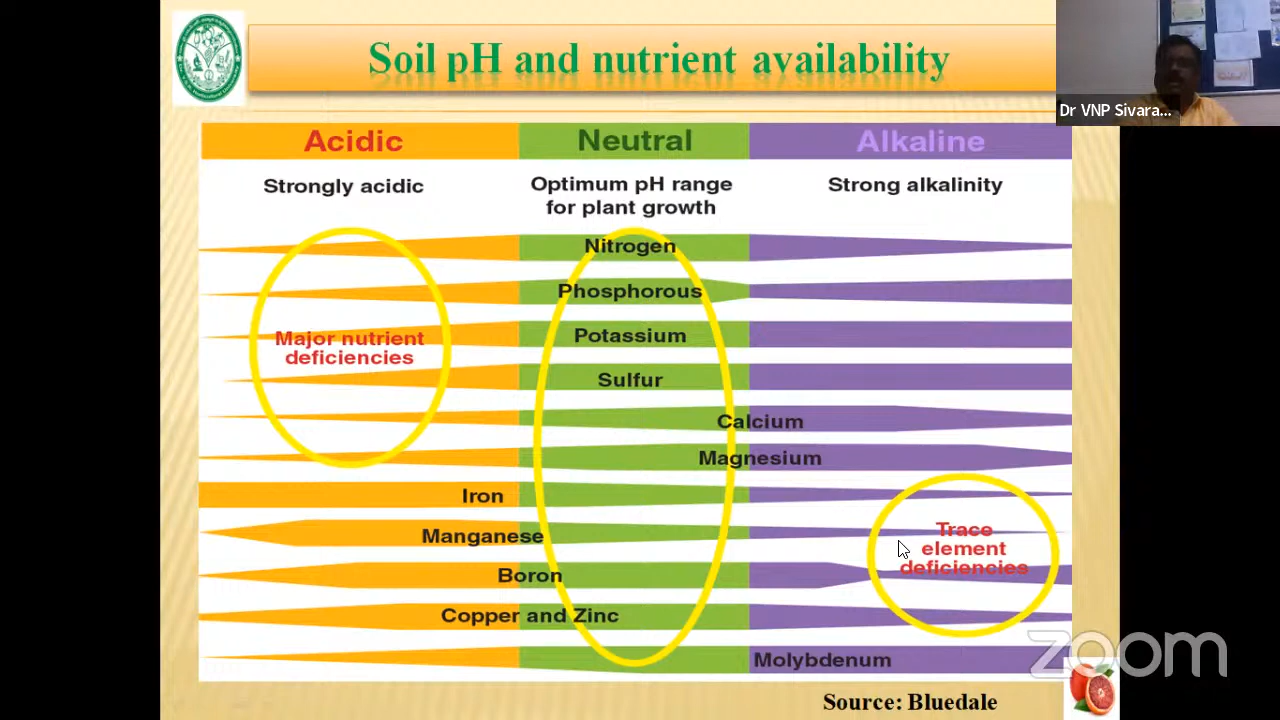 Soil pH and nutrient availability
Dr VNP Sivara...
Acidic
Neutral
Alkaline
Strongly acidic
Optimum pH range
for plant growth
Strong alkalinity
Nitrogen
Phosphorous
Potassium
Major nutrient
deficiencies
Sulfur
Calcium
Magnesium
Iron
Manganese
Trace
element
deficiencies
Boron
Copper and Zinc
Molybdenum
zoom
Source: Bluedale